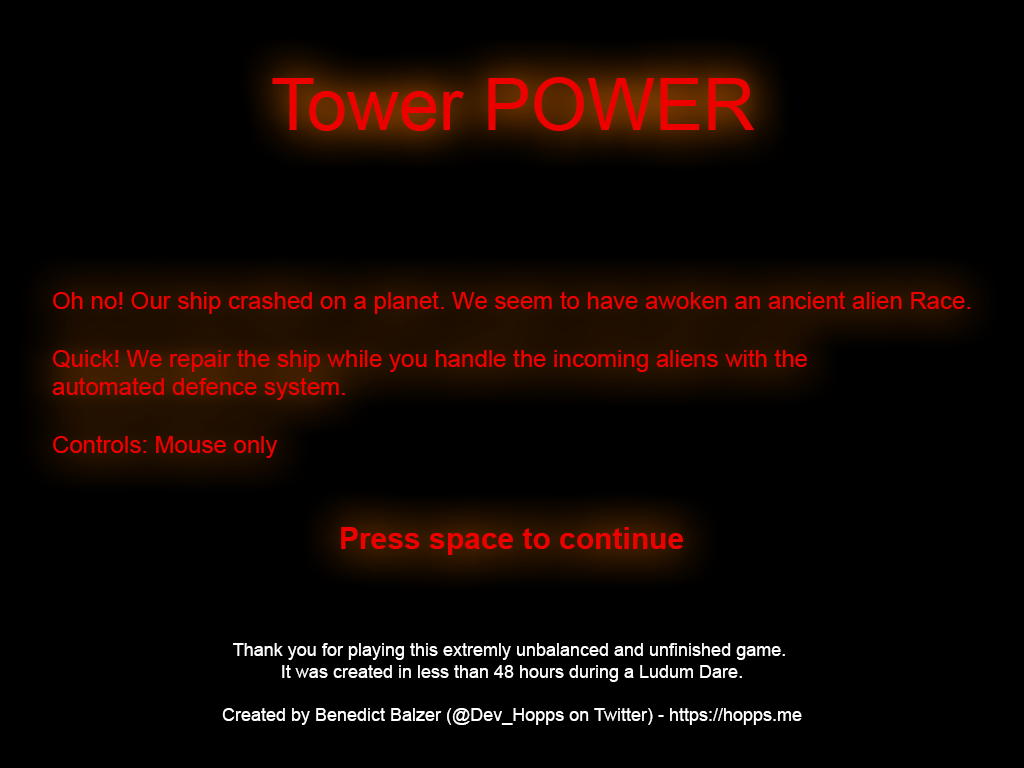 Tower POWER
Oh no! Our ship crashed on a planet. We seem to have awoken an ancient alien Race.
Quick! We repair the ship while you handle the incoming aliens with the
automated defence system.
Controls: Mouse only
Press space to continue
Thank you for playing this extremly unbalanced and unfinished game.
It was created in less than 48 hours during a Ludum Dare.
Created by Benedict Balzer (@Dev_Hopps on Twitter) - https://hopps.me